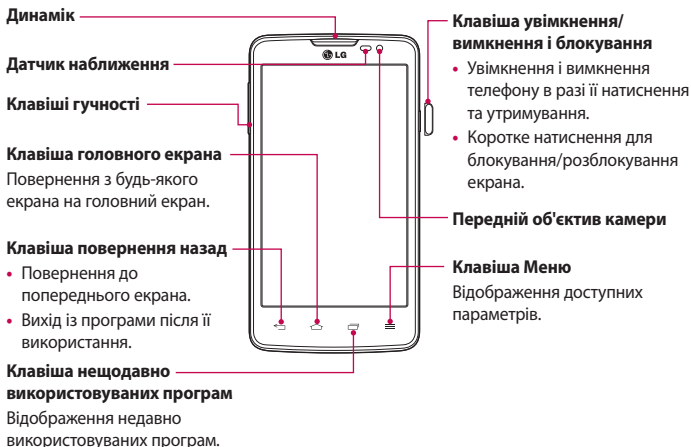 Динамік
Датчик наближення
Клавіші гучності
Клавіша головного екрана
Повернення з будь-якого
екрана на головний екран.
Клавіша повернення назад
• Повернення до
попереднього екрана.
• Вихід із програми після її
використання.
Клавіша нещодавно
використовуваних програм
Відображення недавно
використовуваних програм.
LG
Клавіша увімкнення/
вимкнення і блокування
• Увімкнення і вимкнення
телефону в разі її натиснення
та утримування.
• Коротке натиснення для
блокування/розблокування
екрана.
Передній об'єктив камери
Клавіша Меню
Відображення доступних
параметрів.